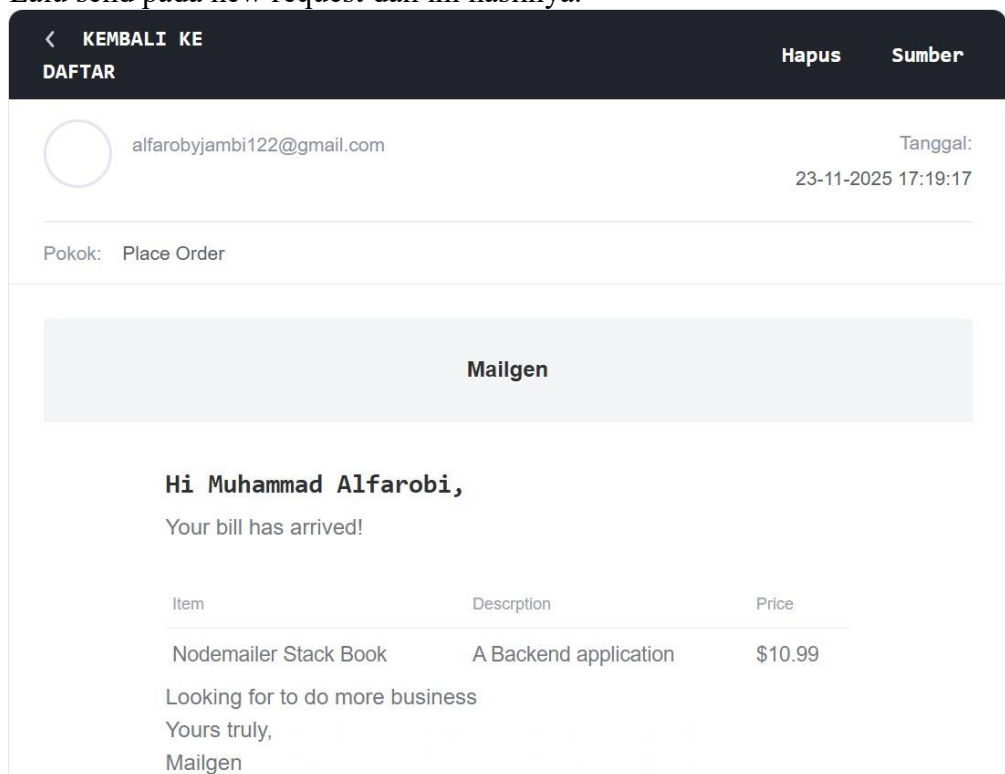 Lalu send pada new request dan ini hasilnya.
< KEMBALI KE
DAFTAR
Hapus Sumber
alfarobyjambi122@gmail.com
Tanggal:
23-11-2025 17:19:17
Pokok: Place Order
Mailgen
Hi Muhammad Alfarobi,
Your bill has arrived!
Item Descrption Price
Nodemailer Stack Book A Backend application $10.99
Looking for to do more business
Yours truly,
Mailgen